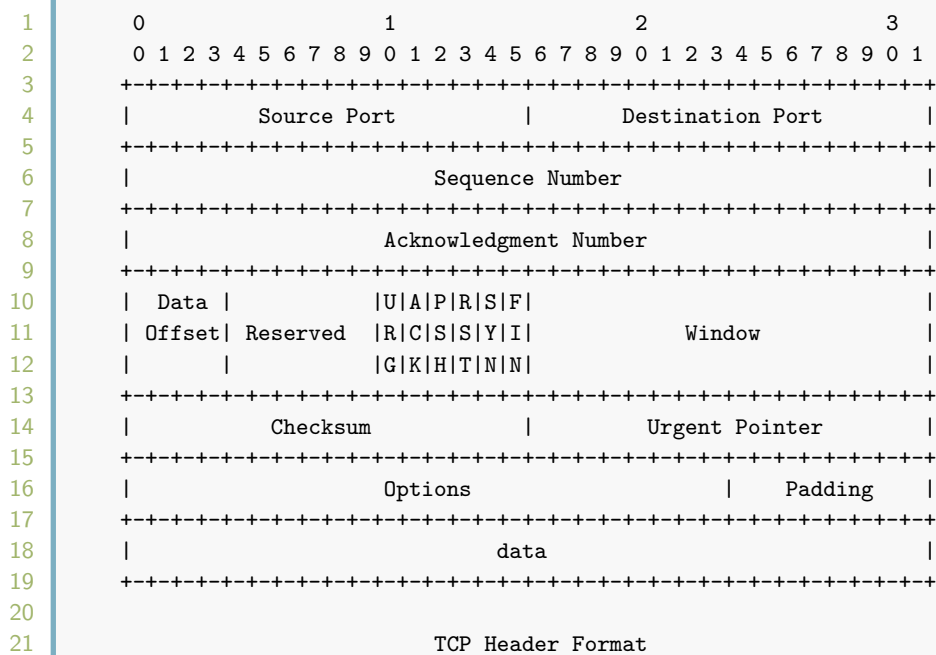 1         0                   1                   2                   3
2         0 1 2 3 4 5 6 7 8 9 0 1 2 3 4 5 6 7 8 9 0 1 2 3 4 5 6 7 8 9 0 1
3        +-+-+-+-+-+-+-+-+-+-+-+-+-+-+-+-+-+-+-+-+-+-+-+-+-+-+-+-+-+-+-+-+
4        |          Source Port          |       Destination Port        |
5        +-+-+-+-+-+-+-+-+-+-+-+-+-+-+-+-+-+-+-+-+-+-+-+-+-+-+-+-+-+-+-+-+
6        |                        Sequence Number                        |
7        +-+-+-+-+-+-+-+-+-+-+-+-+-+-+-+-+-+-+-+-+-+-+-+-+-+-+-+-+-+-+-+-+
8        |                    Acknowledgment Number                      |
9        +-+-+-+-+-+-+-+-+-+-+-+-+-+-+-+-+-+-+-+-+-+-+-+-+-+-+-+-+-+-+-+-+
10       |  Data |           |U|A|P|R|S|F|                               |
11       | Offset| Reserved  |R|C|S|S|Y|I|            Window             |
12       |       |           |G|K|H|T|N|N|                               |
13       +-+-+-+-+-+-+-+-+-+-+-+-+-+-+-+-+-+-+-+-+-+-+-+-+-+-+-+-+-+-+-+-+
14       |           Checksum            |         Urgent Pointer        |
15       +-+-+-+-+-+-+-+-+-+-+-+-+-+-+-+-+-+-+-+-+-+-+-+-+-+-+-+-+-+-+-+-+
16       |                    Options                    |    Padding    |
17       +-+-+-+-+-+-+-+-+-+-+-+-+-+-+-+-+-+-+-+-+-+-+-+-+-+-+-+-+-+-+-+-+
18       |                             data                              |
19       +-+-+-+-+-+-+-+-+-+-+-+-+-+-+-+-+-+-+-+-+-+-+-+-+-+-+-+-+-+-+-+-+
20
21                                TCP Header Format